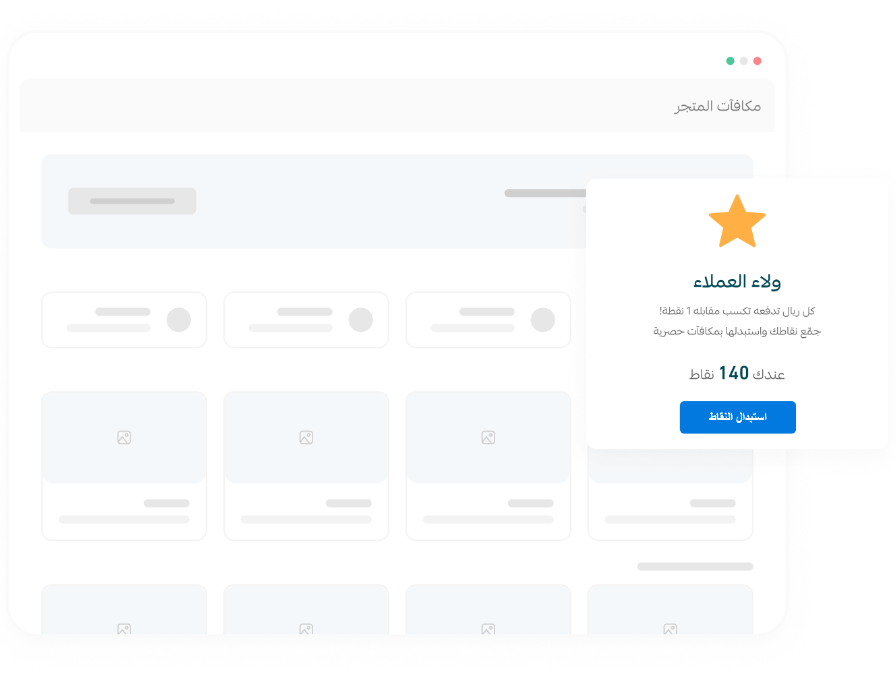 مكافآت المتجر
ولاء العملاء
كل ريال تدفعه تكسب مقابله 1 نقطة!
جمّع نقاطك واستبدلها بمكافآت حصرية
عندك 140 نقاط
استبدال النقاط